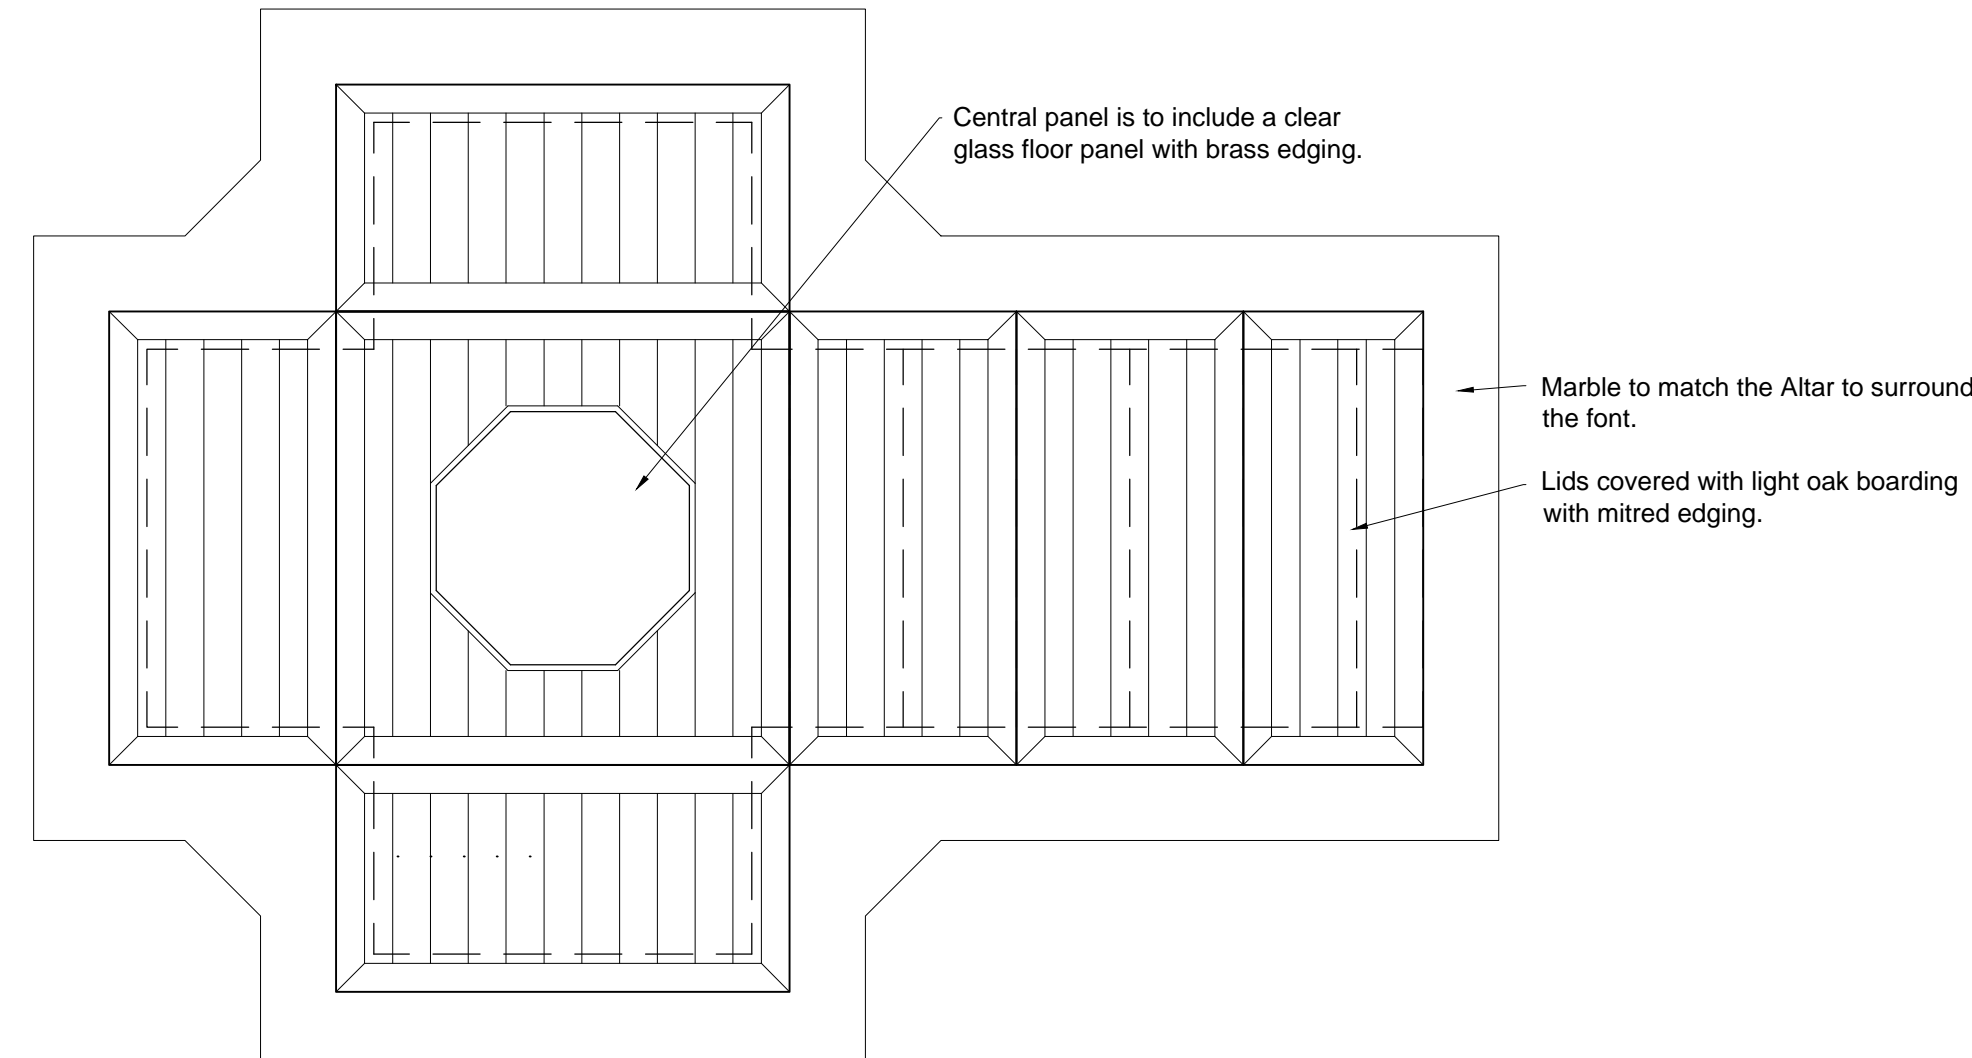 Central panel is to include a clear
glass floor panel with brass edging.
Marble to match the Altar to surround
the font.
Lids covered with light oak boarding
with mitred edging.